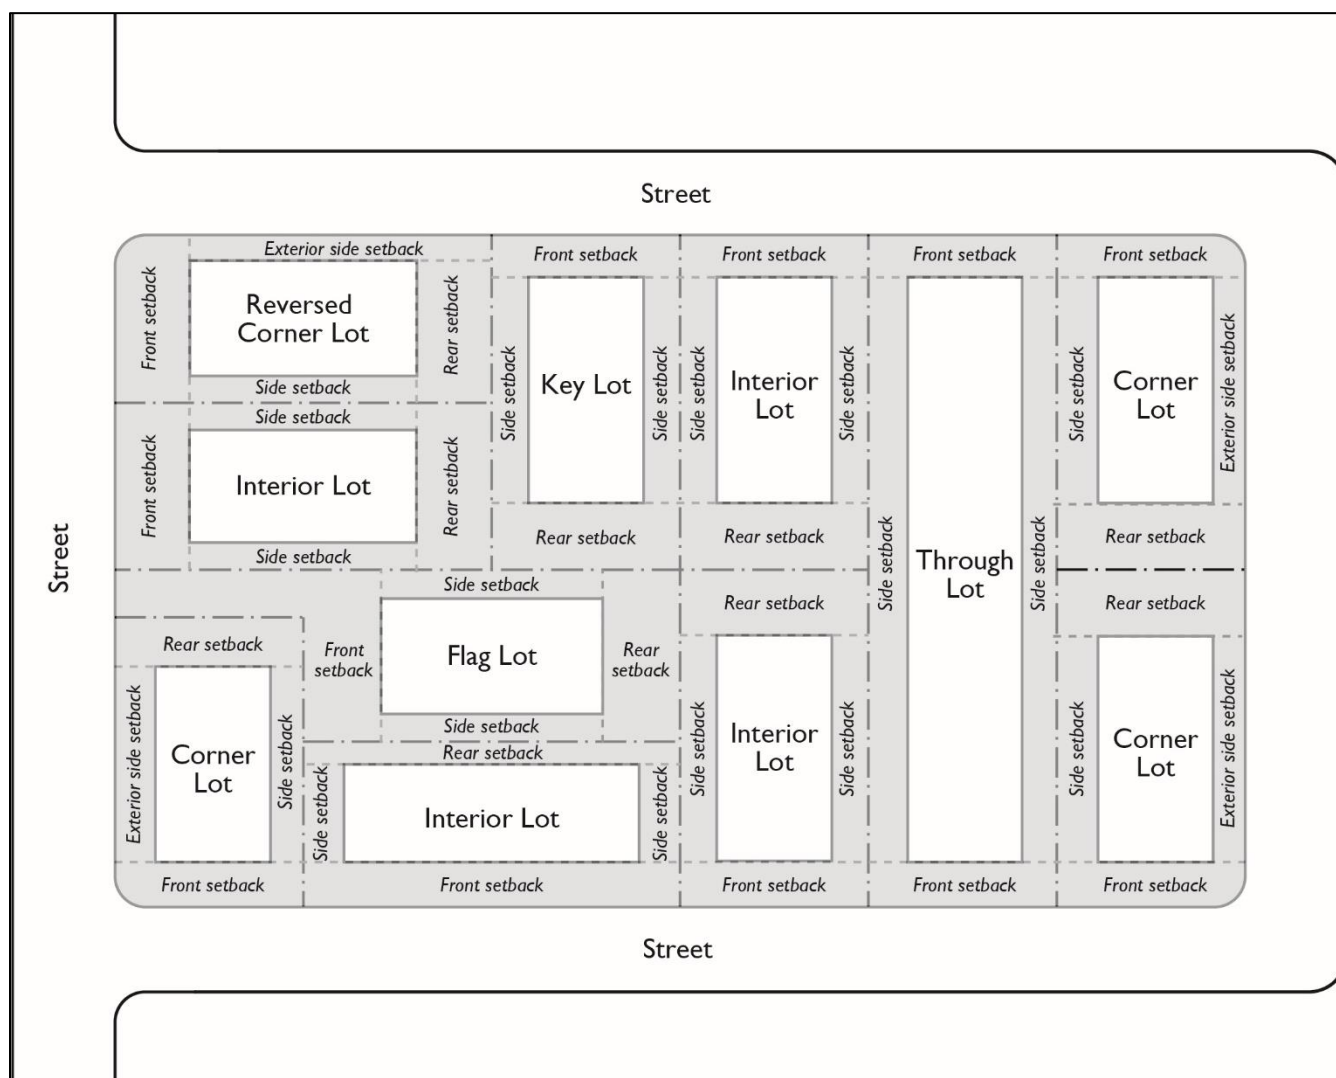 Street
Exterior side setback
Front setback
Reversed
Corner Lot
Rear setback
Side setback
Front setback
Side setback
Key Lot
Side setback
Rear setback
Front setback
Side setback
Interior
Lot
Side setback
Rear setback
Front setback
Side setback
Through
Lot
Side setback
Front setback
Front setback
Side setback
Corner
Lot
Exterior side setback
Rear setback
Side setback
Front setback
Interior Lot
Rear setback
Side setback
Street
Side setback
Front
setback
Flag Lot
Rear
setback
Side setback
Rear setback
Exterior side setback
Corner
Lot
Side setback
Front setback
Rear setback
Side setback
Interior Lot
Side setback
Front setback
Rear setback
Side setback
Interior
Lot
Side setback
Front setback
Rear setback
Side setback
Corner
Lot
Exterior side setback
Front setback
Street